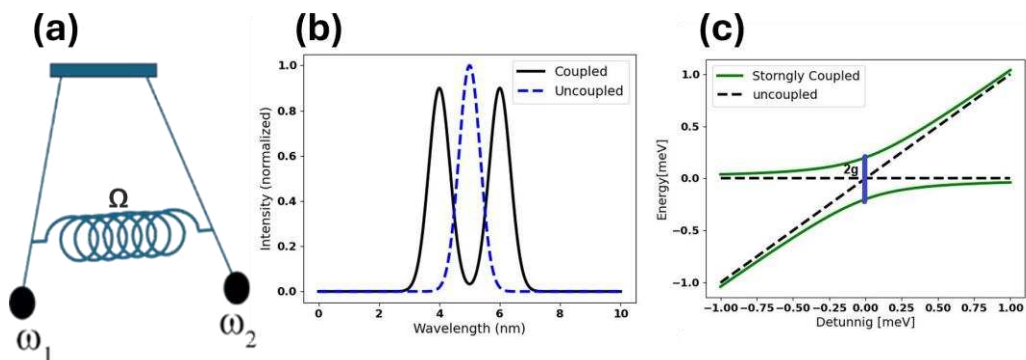 (a)
Ω
ω1
ω2
(b)
Intensity (normalized)
1.0
0.8
0.6
0.4
0.2
0.0
0 2 4 6 8 10
Wavelength (nm)
Coupled
Uncoupled
(c)
Energy[meV]
1.0
0.5
0.0
−0.5
−1.0
−1.00 −0.75 −0.50 −0.25 0.00 0.25 0.50 0.75 1.00
Detunnig [meV]
Storngly Coupled
uncoupled
2g